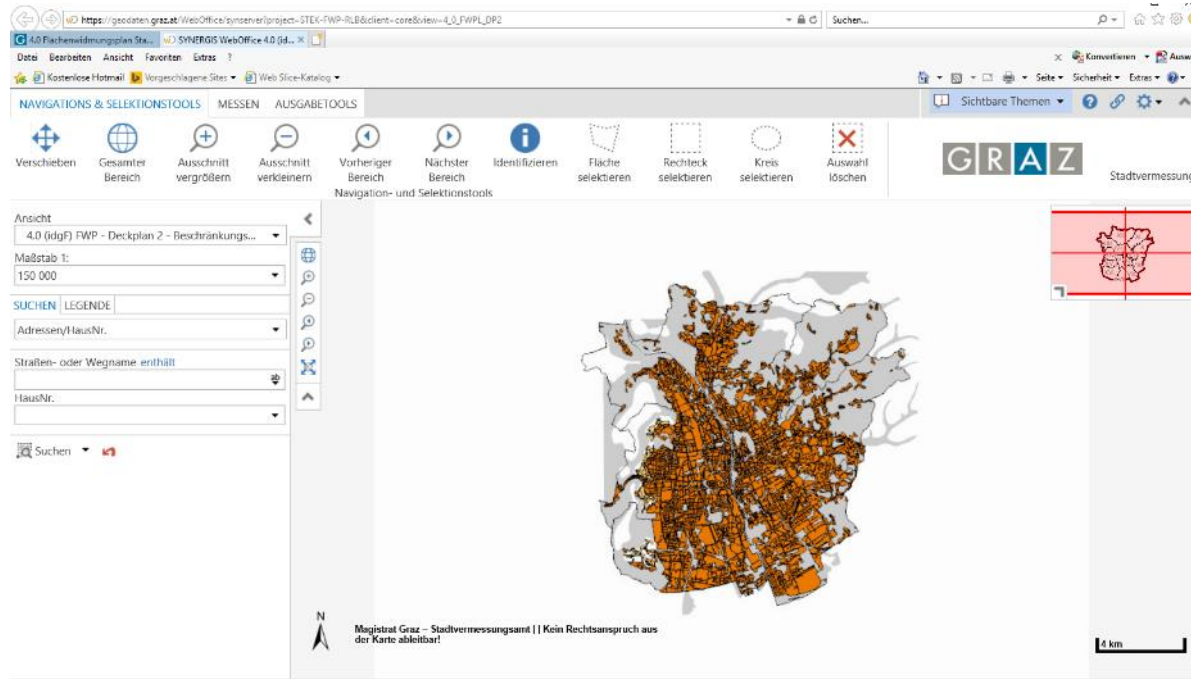 https://geodaten.graz.at/WebOffice/synserver?project=STEK-FWP-RLB&client=core&view=4_0_FWPL_DP2
Suchen...
4.0 Flächenwidmungsplan Sta...
SYNERGIS WebOffice 4.0 (id...
Datei Bearbeiten Ansicht Favoriten Extras ?
Konvertieren
Kostenlose Hotmail Vorgeschlagene Sites Web Slice-Katalog
Seite Sicherheit Extras
NAVIGATIONS & SELEKTIONSTOOLS MESSEN AUSGABETOOLS
Sichtbare Themen
Verschieben
Gesamter Bereich
Ausschnitt vergrößern
Ausschnitt verkleinern
Vorheriger Bereich
Nächster Bereich
Identifizieren
Fläche selektieren
Rechteck selektieren
Kreis selektieren
Auswahl löschen
Navigation- und Selektionstools
GRAZ
Stadtvermessung
Ansicht
4.0 (idgF) FWP - Deckplan 2 - Beschränkungs...
Maßstab 1:
150 000
SUCHEN LEGENDE
Adressen/HausNr.
Straßen- oder Wegname enthält
ab
HausNr.
Suchen
N
Magistrat Graz – Stadtvermessungsamt | | Kein Rechtsanspruch aus
der Karte ableitbar!
4 km